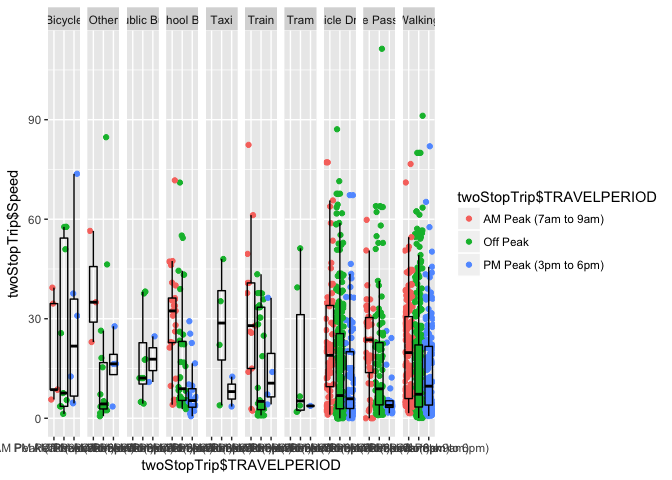 Bicycle
Other
ublic B
hool B
Taxi
Train
Tram
icle Dr
e Pass
Walking
90
60
30
0
twoStopTrip$Speed
twoStopTrip$TRAVELPERIOD
twoStopTrip$TRAVELPERIOD
AM Peak (7am to 9am)
Off Peak
PM Peak (3pm to 6pm)